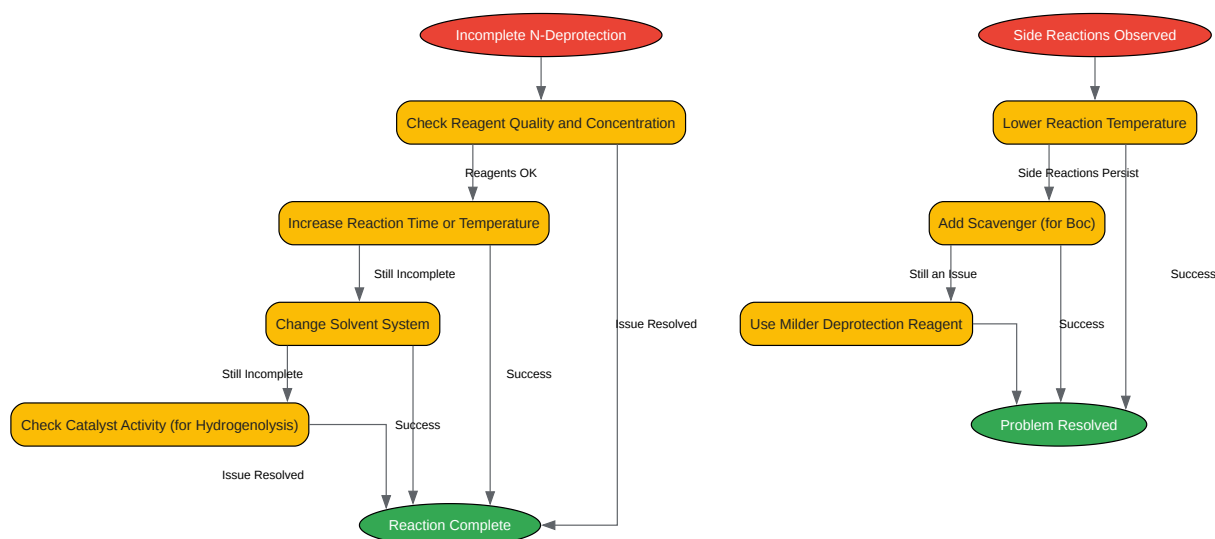 Incomplete N-Deprotection
Check Reagent Quality and Concentration
Reagents OK
Increase Reaction Time or Temperature
Still Incomplete
Change Solvent System
Issue Resolved
Still Incomplete
Success
Check Catalyst Activity (for Hydrogenolysis)
Success
Issue Resolved
Reaction Complete
Side Reactions Observed
Lower Reaction Temperature
Side Reactions Persist
Add Scavenger (for Boc)
Still an Issue
Success
Use Milder Deprotection Reagent
Success
Problem Resolved